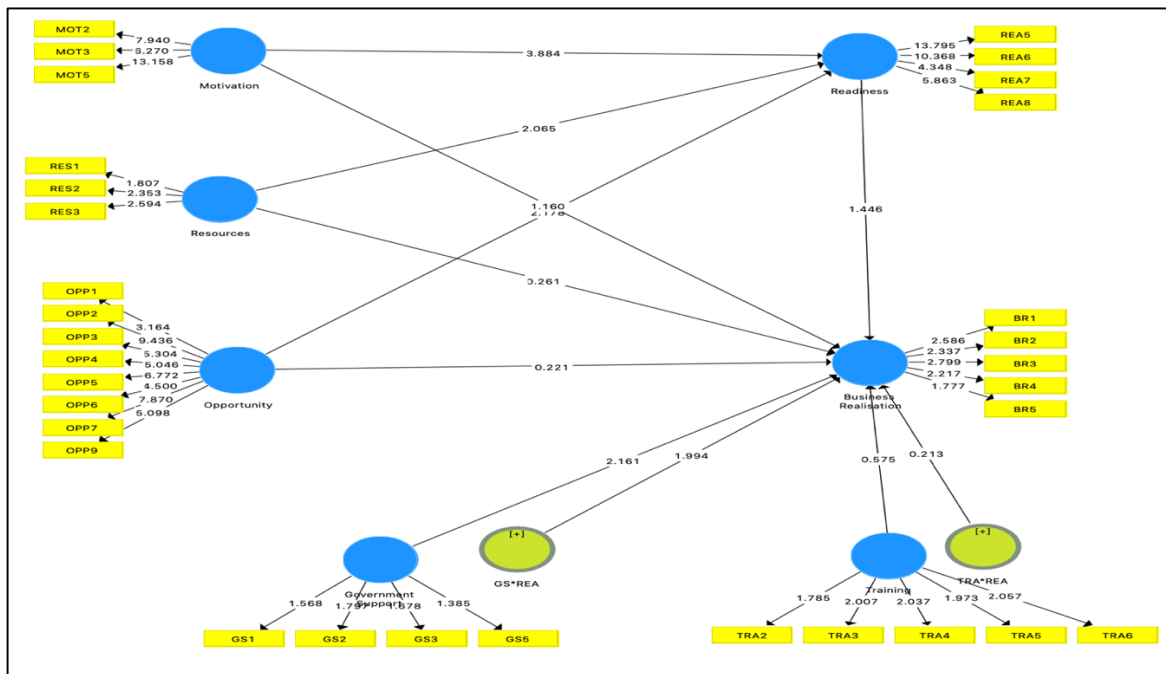 MOT2
7.940
MOT3
6.270
MOT5
13.158
Motivation
3.884
REA5
13.795
REA6
10.368
REA7
4.348
REA8
5.863
Readiness
2.065
RES1
1.807
RES2
2.353
RES3
2.594
Resources
1.160
2.178
1.446
0.261
OPP1
3.164
OPP2
9.436
OPP3
5.304
OPP4
5.046
OPP5
6.772
OPP6
4.500
OPP7
7.870
OPP9
5.098
Opportunity
0.221
BR1
2.586
BR2
2.337
BR3
2.799
BR4
2.217
BR5
1.777
Business
Realisation
2.161
1.994
0.575
0.213
[+]
GS*REA
[+]
TRA*REA
Government
Support
Training
1.568
1.385
1.785
2.007
2.037
1.973
2.057
GS1
GS2
GS3
GS5
TRA2
TRA3
TRA4
TRA5
TRA6